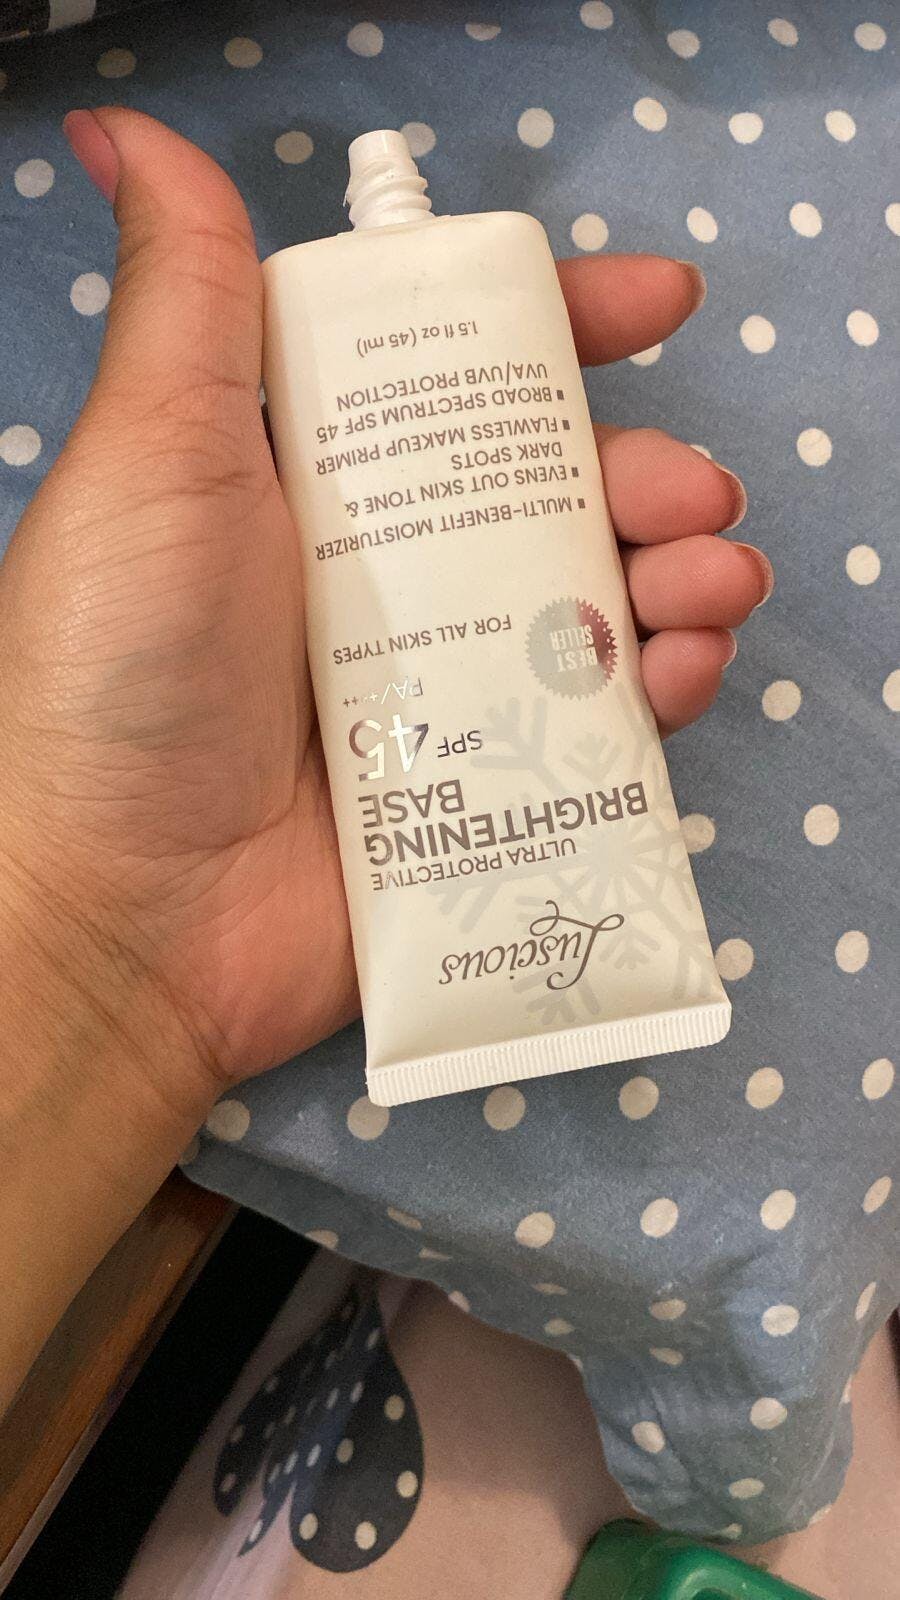 Luscious
ULTRA PROTECTIVE
BRIGHTENING
BASE
SPF 45
PA/++++
FOR ALL SKIN TYPES
BEST
SELLER
▪ MULTI-BENEFIT MOISTURIZER
▪ EVENS OUT SKIN TONE &
DARK SPOTS
▪ FLAWLESS MAKEUP PRIMER
▪ BROAD SPECTRUM SPF 45
UVA/UVB PROTECTION
1.5 fl oz (45 ml)